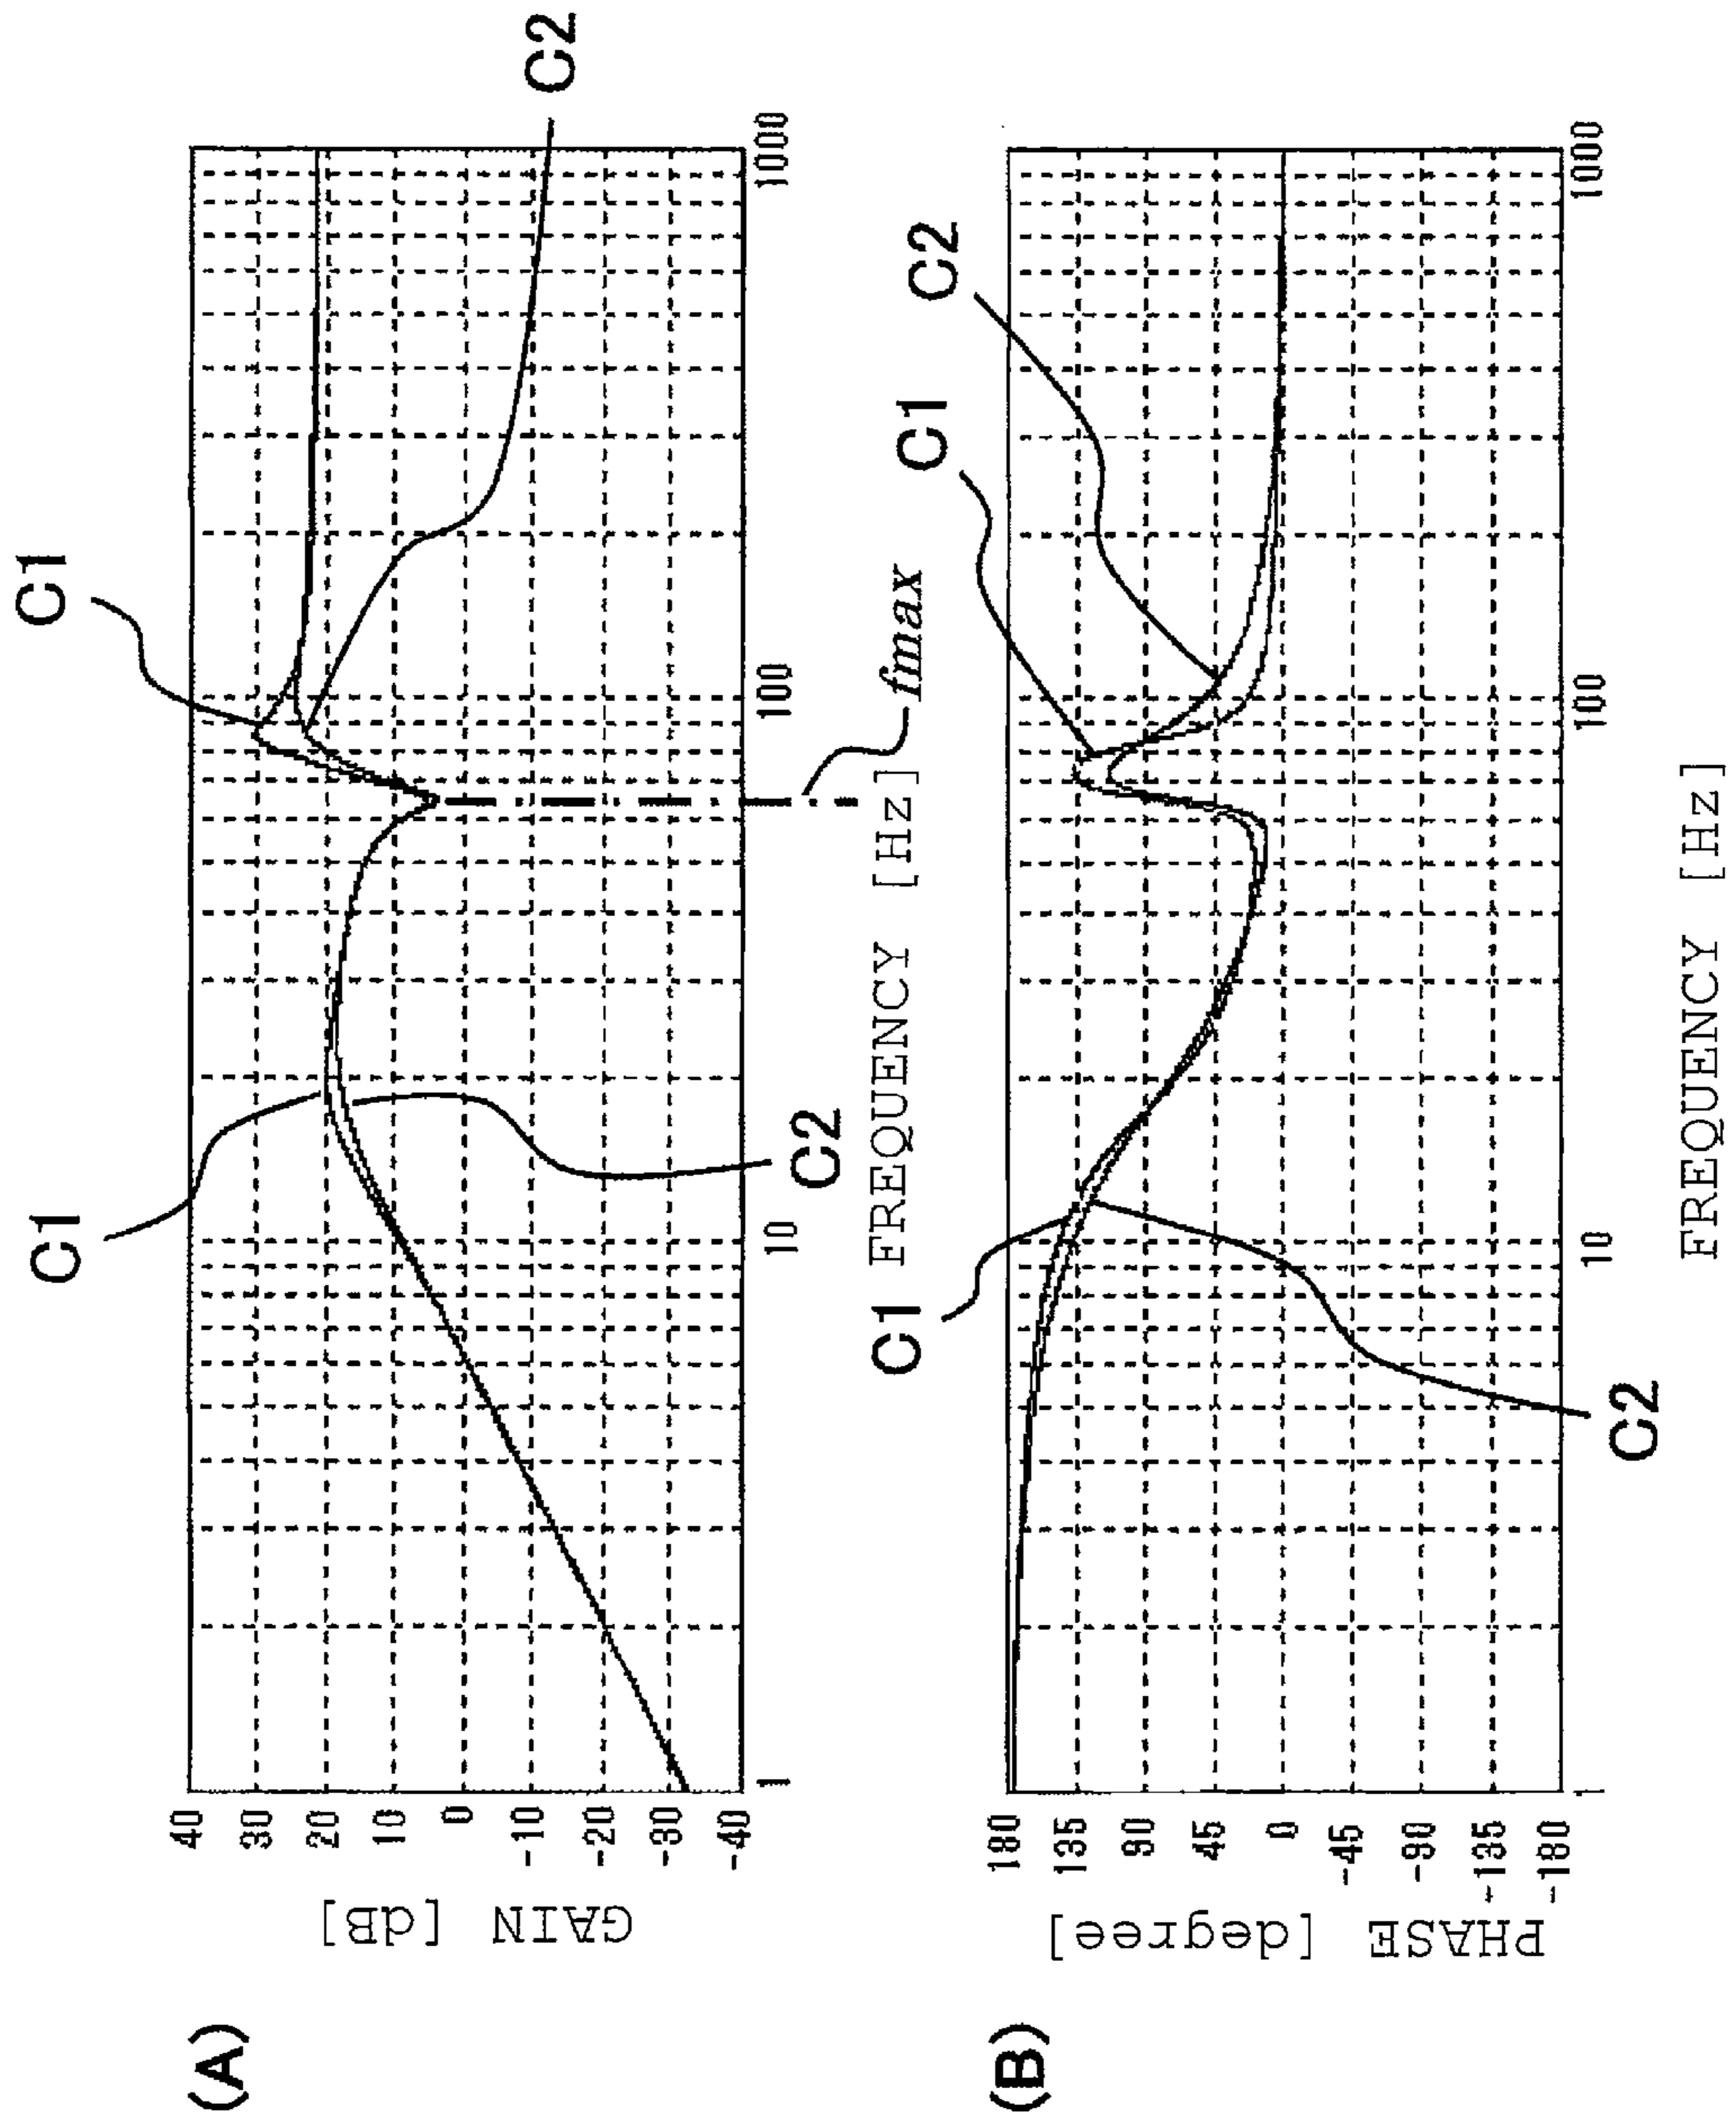 (A)
GAIN [dB]
40
30
20
10
0
-10
-20
-30
-40
1
10
100
1000
FREQUENCY [Hz]
C1
C2
C1
C2
fmax
(B)
PHASE [degree]
180
135
90
45
0
-45
-90
-135
-180
10
100
1000
FREQUENCY [Hz]
C1
C2
C1
C2